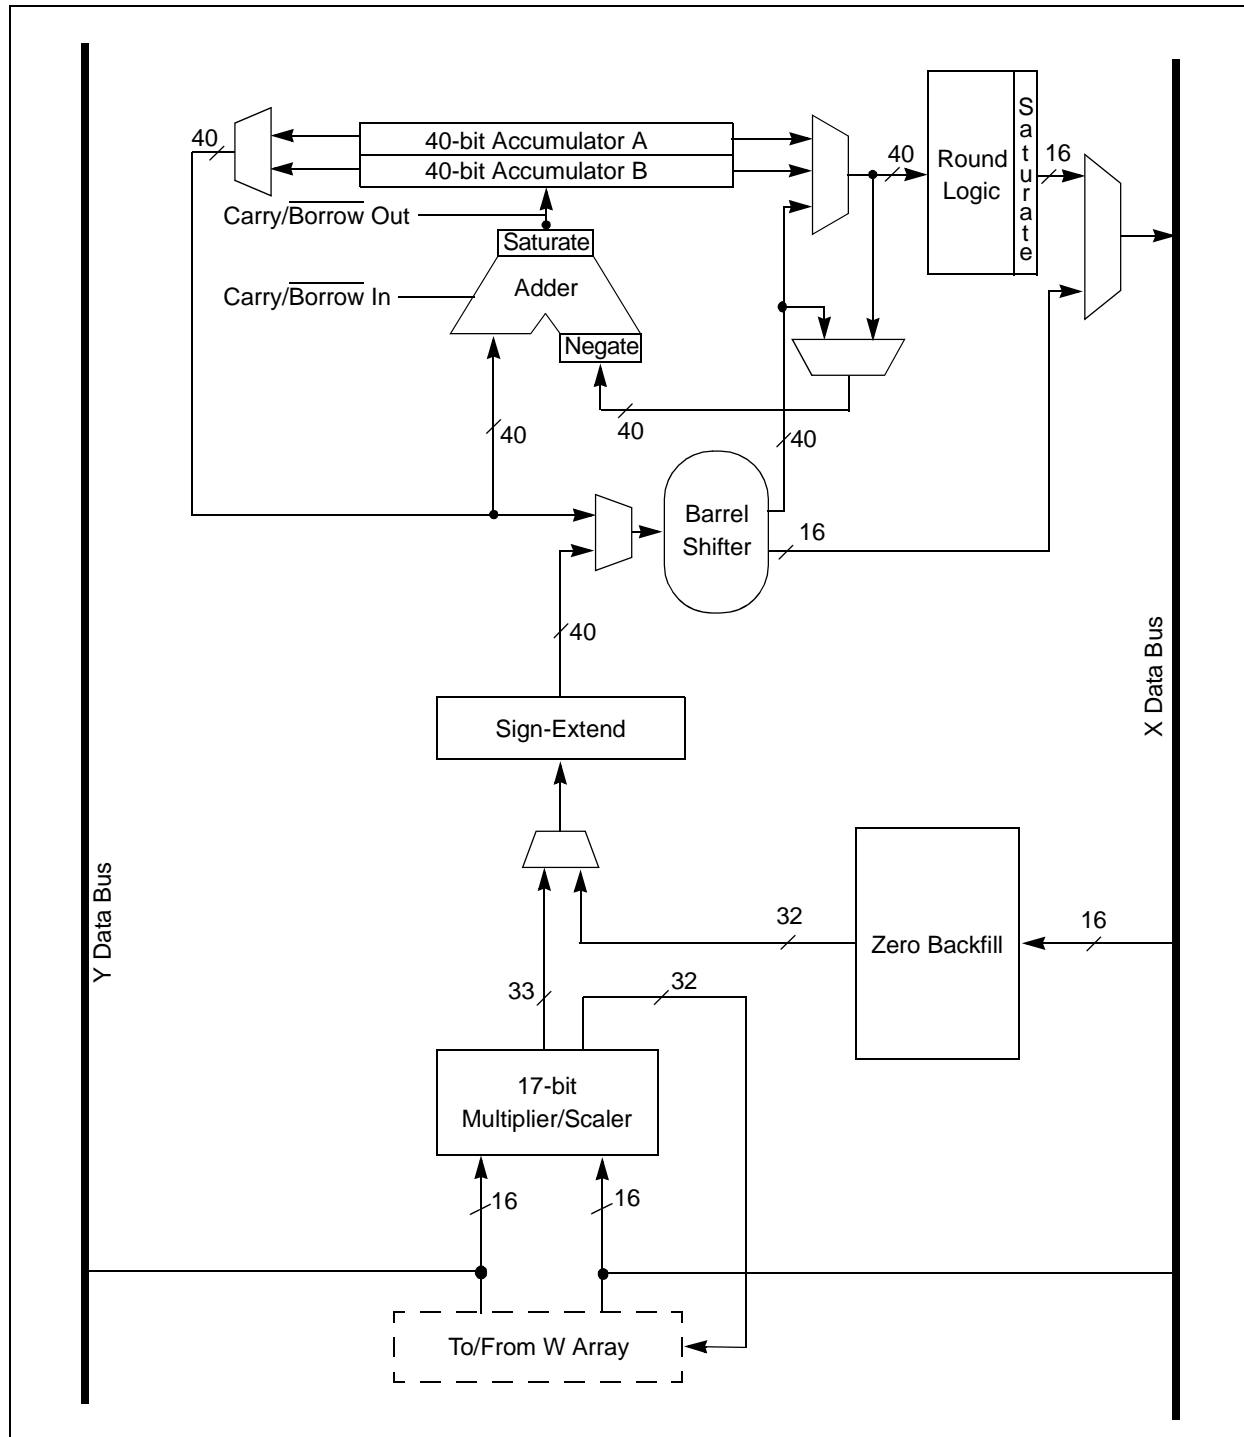 40
40-bit Accumulator A
40-bit Accumulator B
40
Round
Logic
Saturate
16
Carry/Borrow Out
Saturate
Carry/Borrow In
Adder
Negate
40
40
40
Barrel
Shifter
16
40
Sign-Extend
X Data Bus
Y Data Bus
32
Zero Backfill
16
33
32
17-bit
Multiplier/Scaler
16
16
To/From W Array